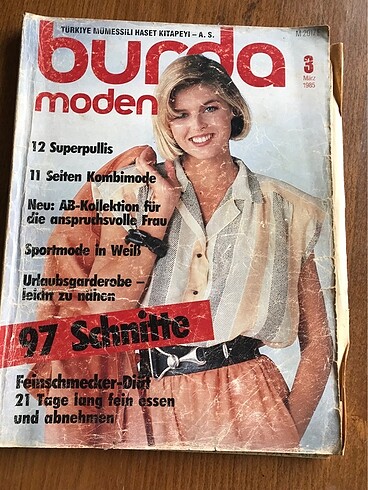 TÜRKİYE MÜMESSİLİ HASET KİTAPEVİ – A. S.
burda
moden
3
März
1985
12 Superpullis
11 Seiten Kombimode
Neu: AB-Kollektion für
die anspruchsvolle Frau
Sportmode in Weiß
Urlaubsgarderobe –
leicht zu nähen
97 Schnitte
Feinschmecker-Diät
21 Tage lang fein essen
und abnehmen